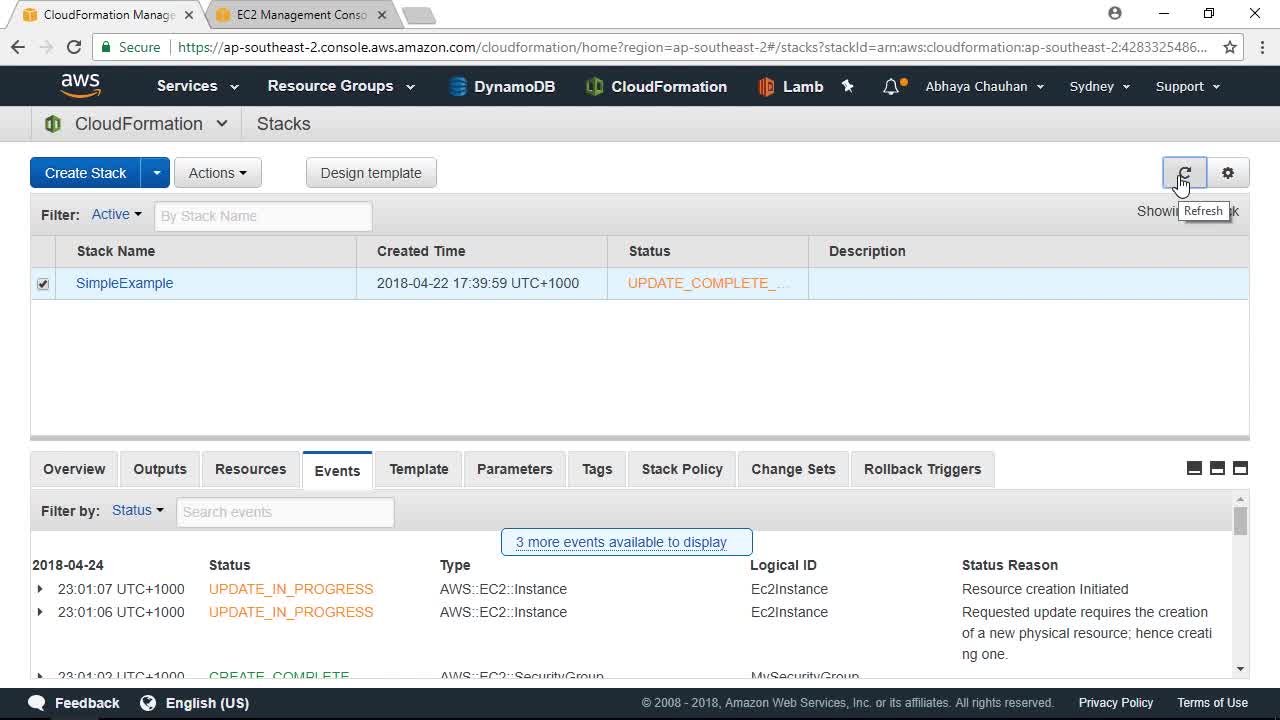 CloudFormation Manage
EC2 Management Conso
Secure
https://ap-southeast-2.console.aws.amazon.com/cloudformation/home?region=ap-southeast-2#/stacks?stackId=arn:aws:cloudformation:ap-southeast-2:4283325486...
aws
Services
Resource Groups
DynamoDB
CloudFormation
Lamb
Abhaya Chauhan
Sydney
Support
CloudFormation
Stacks
Create Stack
Actions
Design template
Filter: Active
By Stack Name
Refresh
Stack Name Created Time Status Description
SimpleExample 2018-04-22 17:39:59 UTC+1000 UPDATE_COMPLETE_...
Overview Outputs Resources Events Template Parameters Tags Stack Policy Change Sets Rollback Triggers
Filter by: Status
Search events
3 more events available to display
2018-04-24 Status Type Logical ID Status Reason
23:01:07 UTC+1000 UPDATE_IN_PROGRESS AWS::EC2::Instance Ec2Instance Resource creation Initiated
23:01:06 UTC+1000 UPDATE_IN_PROGRESS AWS::EC2::Instance Ec2Instance Requested update requires the creation
of a new physical resource; hence creati
ng one.
23:01:02 UTC+1000 CREATE_COMPLETE AWS::EC2::SecurityGroup MySecurityGroup
Feedback
English (US)
© 2008 - 2018, Amazon Web Services, Inc. or its affiliates. All rights reserved.
Privacy Policy
Terms of Use